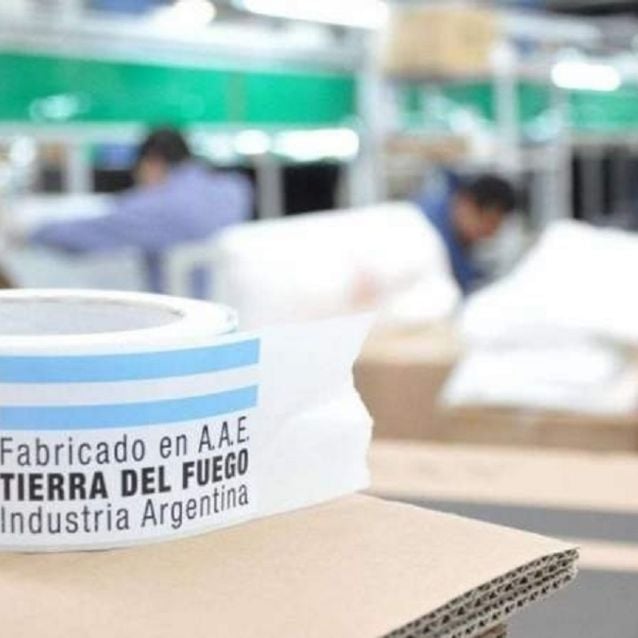 Fabricado en A.A.E.
TIERRA DEL FUEGO
Industria Argentina